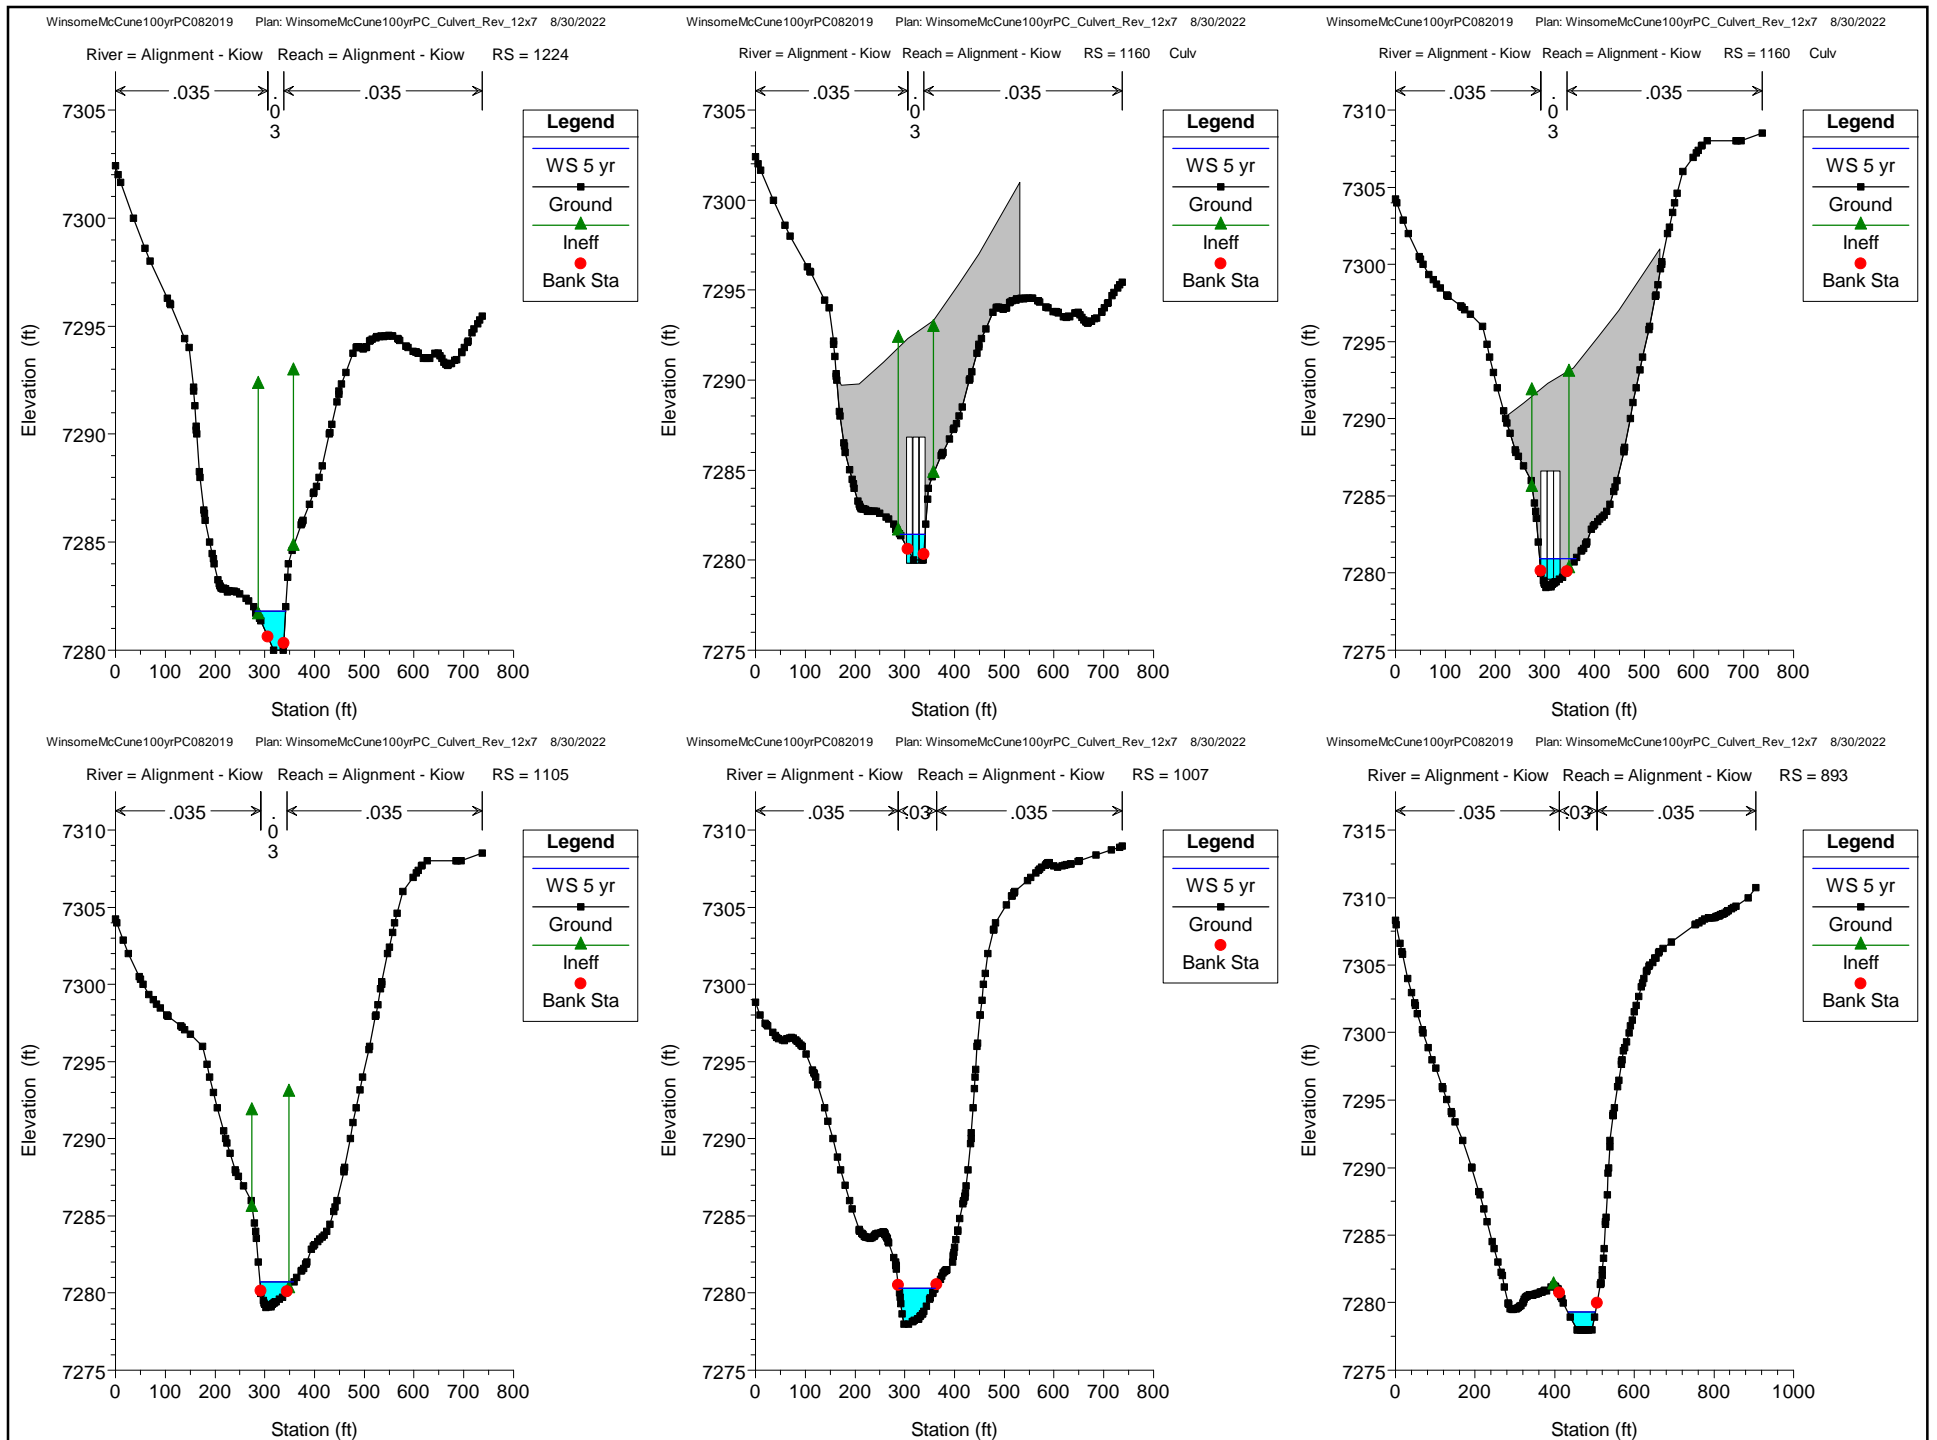 WinsomeMcCune100yrPC082019 Plan: WinsomeMcCune100yrPC_Culvert_Rev_12x7 8/30/2022
River = Alignment - Kiow Reach = Alignment - Kiow RS = 1224
.035 .03 .035
7305
7300
7295
7290
7285
7280
Elevation (ft)
0 100 200 300 400 500 600 700 800
Station (ft)
Legend
WS 5 yr
Ground
Ineff
Bank Sta
WinsomeMcCune100yrPC082019 Plan: WinsomeMcCune100yrPC_Culvert_Rev_12x7 8/30/2022
River = Alignment - Kiow Reach = Alignment - Kiow RS = 1160 Culv
.035 .03 .035
7305
7300
7295
7290
7285
7280
7275
Elevation (ft)
0 100 200 300 400 500 600 700 800
Station (ft)
Legend
WS 5 yr
Ground
Ineff
Bank Sta
WinsomeMcCune100yrPC082019 Plan: WinsomeMcCune100yrPC_Culvert_Rev_12x7 8/30/2022
River = Alignment - Kiow Reach = Alignment - Kiow RS = 1160 Culv
.035 .03 .035
7310
7305
7300
7295
7290
7285
7280
7275
Elevation (ft)
0 100 200 300 400 500 600 700 800
Station (ft)
Legend
WS 5 yr
Ground
Ineff
Bank Sta
WinsomeMcCune100yrPC082019 Plan: WinsomeMcCune100yrPC_Culvert_Rev_12x7 8/30/2022
River = Alignment - Kiow Reach = Alignment - Kiow RS = 1105
.035 .03 .035
7310
7305
7300
7295
7290
7285
7280
7275
Elevation (ft)
0 100 200 300 400 500 600 700 800
Station (ft)
Legend
WS 5 yr
Ground
Ineff
Bank Sta
WinsomeMcCune100yrPC082019 Plan: WinsomeMcCune100yrPC_Culvert_Rev_12x7 8/30/2022
River = Alignment - Kiow Reach = Alignment - Kiow RS = 1007
.035 .03 .035
7310
7305
7300
7295
7290
7285
7280
7275
Elevation (ft)
0 100 200 300 400 500 600 700 800
Station (ft)
Legend
WS 5 yr
Ground
Bank Sta
WinsomeMcCune100yrPC082019 Plan: WinsomeMcCune100yrPC_Culvert_Rev_12x7 8/30/2022
River = Alignment - Kiow Reach = Alignment - Kiow RS = 893
.035 .03 .035
7315
7310
7305
7300
7295
7290
7285
7280
7275
Elevation (ft)
0 200 400 600 800 1000
Station (ft)
Legend
WS 5 yr
Ground
Ineff
Bank Sta